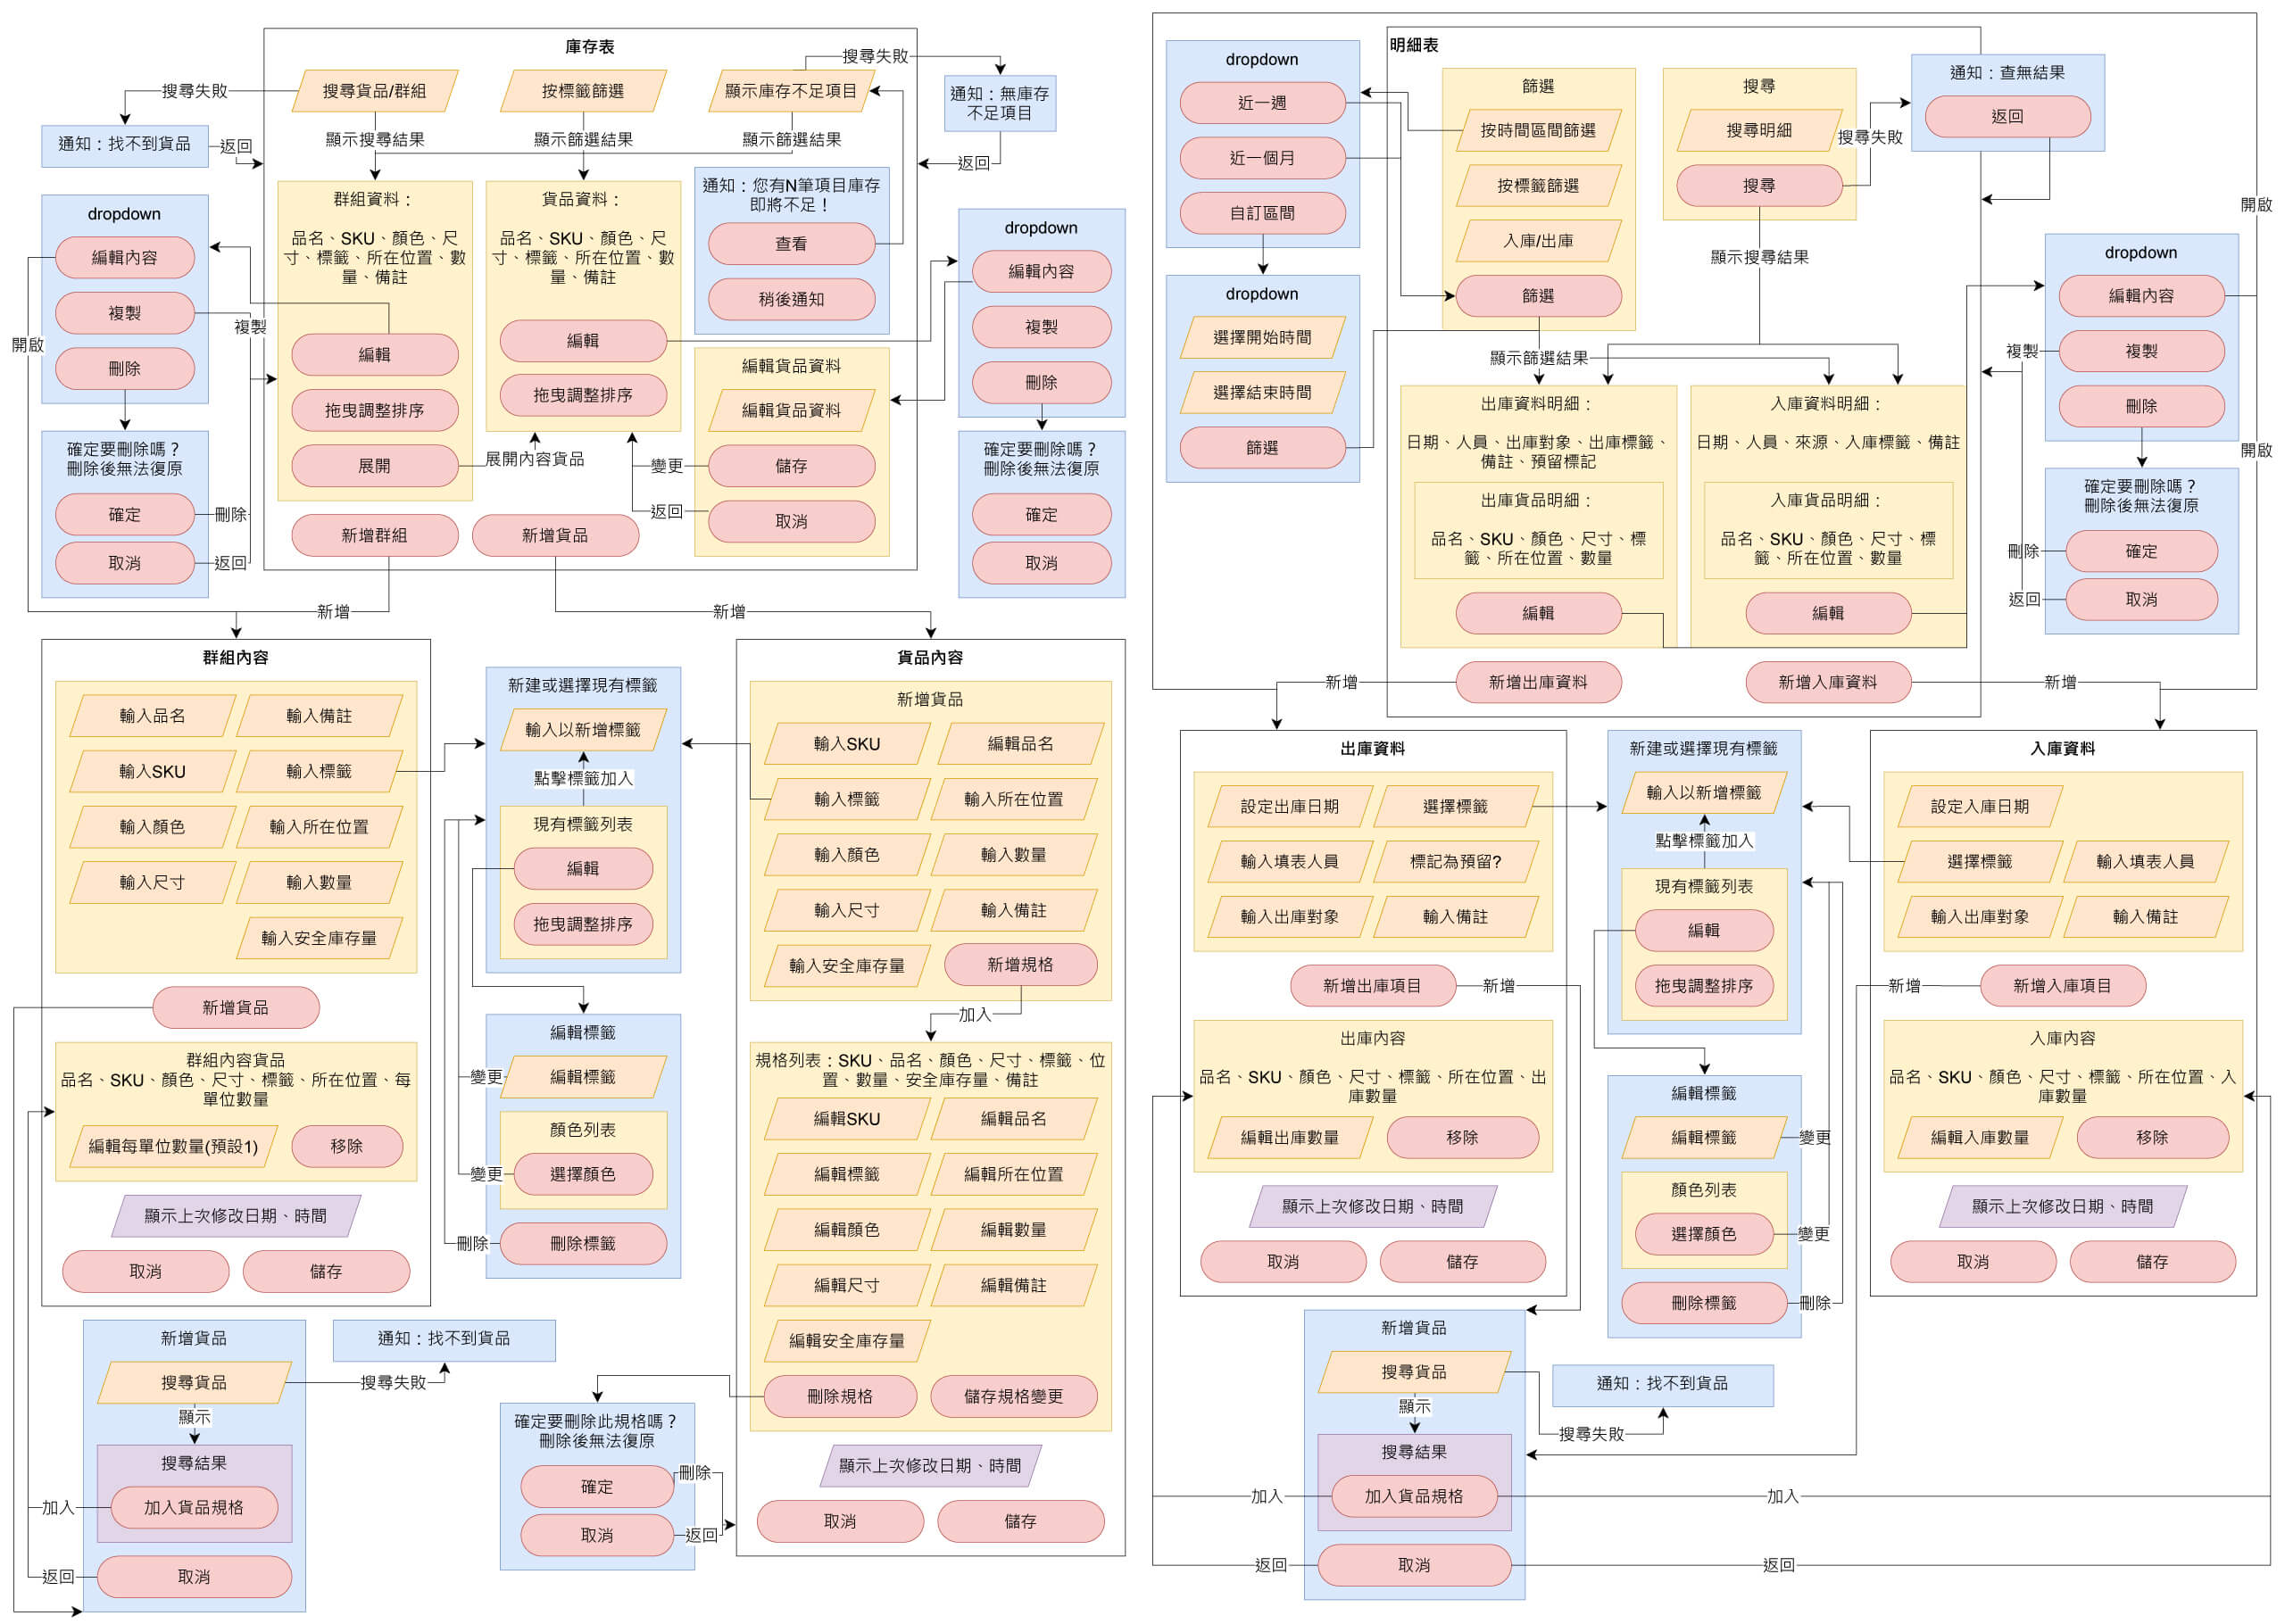 庫存表
搜尋貨品/群組
按標籤篩選
顯示庫存不足項目
搜尋失敗
搜尋失敗
通知：無庫存
不足項目
返回
通知：找不到貨品
返回
顯示搜尋結果
顯示篩選結果
顯示篩選結果
群組資料：
品名、SKU、顏色、尺
寸、標籤、所在位置、數
量、備註
編輯
拖曳調整排序
展開
展開內容貨品
貨品資料：
品名、SKU、顏色、尺
寸、標籤、所在位置、數
量、備註
編輯
拖曳調整排序
通知：您有N筆項目庫存
即將不足！
查看
稍後通知
編輯貨品資料
編輯貨品資料
儲存
取消
變更
返回
新增群組
新增貨品
dropdown
編輯內容
複製
刪除
複製
開啟
確定要刪除嗎？
刪除後無法復原
確定
取消
刪除
返回
dropdown
編輯內容
複製
刪除
確定要刪除嗎？
刪除後無法復原
確定
取消
新增
新增
群組內容
輸入品名
輸入備註
輸入SKU
輸入標籤
輸入顏色
輸入所在位置
輸入尺寸
輸入數量
輸入安全庫存量
新增貨品
群組內容貨品
品名、SKU、顏色、尺寸、標籤、所在位置、每
單位數量
編輯每單位數量(預設1)
移除
顯示上次修改日期、時間
取消
儲存
新增貨品
搜尋貨品
顯示
搜尋結果
加入貨品規格
取消
加入
返回
搜尋失敗
通知：找不到貨品
新建或選擇現有標籤
輸入以新增標籤
點擊標籤加入
現有標籤列表
編輯
拖曳調整排序
編輯標籤
編輯標籤
變更
顏色列表
選擇顏色
變更
刪除標籤
刪除
貨品內容
新增貨品
輸入SKU
編輯品名
輸入標籤
輸入所在位置
輸入顏色
輸入數量
輸入尺寸
輸入備註
輸入安全庫存量
新增規格
加入
規格列表：SKU、品名、顏色、尺寸、標籤、位
置、數量、安全庫存量、備註
編輯SKU
編輯品名
編輯標籤
編輯所在位置
編輯顏色
編輯數量
編輯尺寸
編輯備註
編輯安全庫存量
刪除規格
儲存規格變更
顯示上次修改日期、時間
取消
儲存
確定要刪除此規格嗎？
刪除後無法復原
確定
取消
刪除
返回
明細表
dropdown
近一週
近一個月
自訂區間
dropdown
選擇開始時間
選擇結束時間
篩選
篩選
按時間區間篩選
按標籤篩選
入庫/出庫
篩選
搜尋
搜尋明細
搜尋
搜尋失敗
通知：查無結果
返回
顯示搜尋結果
顯示篩選結果
出庫資料明細：
日期、人員、出庫對象、出庫標籤、
備註、預留標記
出庫貨品明細：
品名、SKU、顏色、尺寸、標
籤、所在位置、數量
編輯
入庫資料明細：
日期、人員、來源、入庫標籤、備註
入庫貨品明細：
品名、SKU、顏色、尺寸、標
籤、所在位置、數量
編輯
新增出庫資料
新增入庫資料
新增
新增
開啟
開啟
dropdown
編輯內容
複製
刪除
複製
確定要刪除嗎？
刪除後無法復原
確定
取消
刪除
返回
出庫資料
設定出庫日期
選擇標籤
輸入填表人員
標記為預留?
輸入出庫對象
輸入備註
新增出庫項目
新增
出庫內容
品名、SKU、顏色、尺寸、標籤、所在位置、出
庫數量
編輯出庫數量
移除
顯示上次修改日期、時間
取消
儲存
新建或選擇現有標籤
輸入以新增標籤
點擊標籤加入
現有標籤列表
編輯
拖曳調整排序
編輯標籤
編輯標籤
變更
顏色列表
選擇顏色
變更
刪除標籤
刪除
入庫資料
設定入庫日期
選擇標籤
輸入填表人員
輸入出庫對象
輸入備註
新增
新增入庫項目
入庫內容
品名、SKU、顏色、尺寸、標籤、所在位置、入
庫數量
編輯入庫數量
移除
顯示上次修改日期、時間
取消
儲存
新增貨品
搜尋貨品
顯示
搜尋結果
加入貨品規格
取消
搜尋失敗
通知：找不到貨品
加入
加入
返回
返回